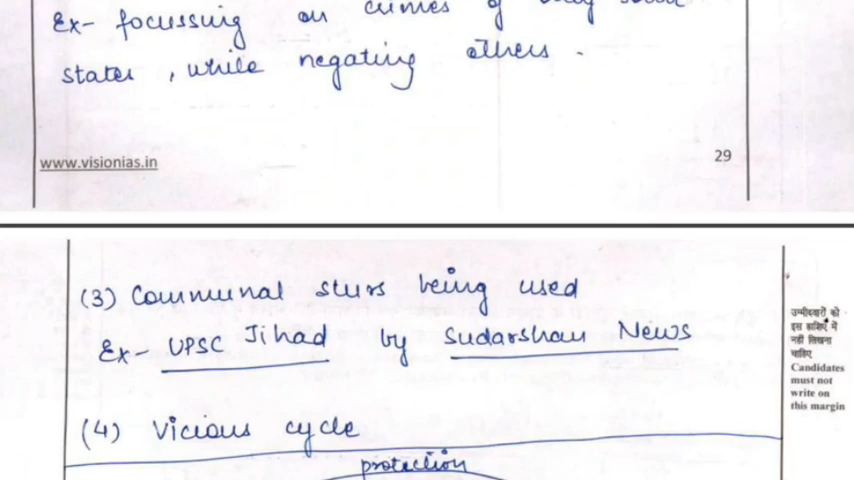 Ex- focussing on crimes of only some
states, while negating others.
www.visionias.in
29
(3) Communal slurs being used
Ex- UPSC Jihad by Sudarshan News
उम्मीदवारों को
इस हाशिए में
नहीं लिखना
चाहिए
Candidates
must not
write on
this margin
(4) Vicious cycle
protection